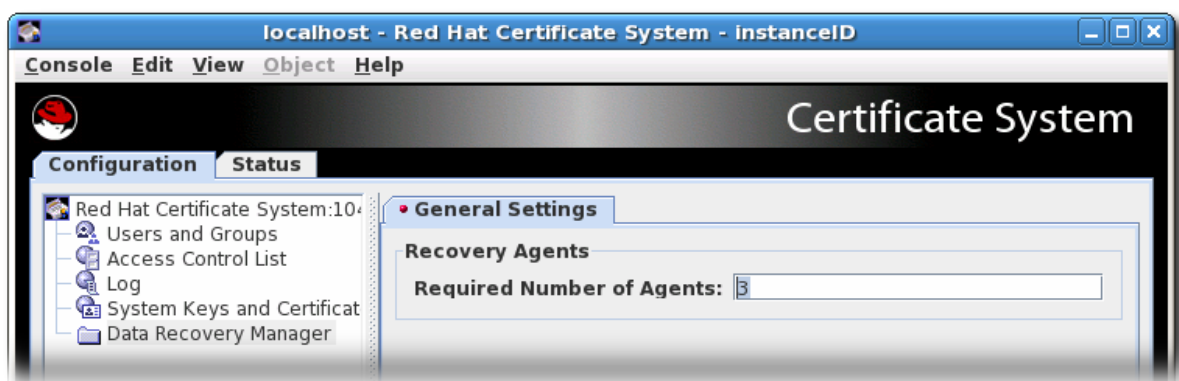 localhost - Red Hat Certificate System - instanceID
Console Edit View Object Help
Certificate System
Configuration Status
Red Hat Certificate System:104
Users and Groups
Access Control List
Log
System Keys and Certificat
Data Recovery Manager
General Settings
Recovery Agents
Required Number of Agents: 3